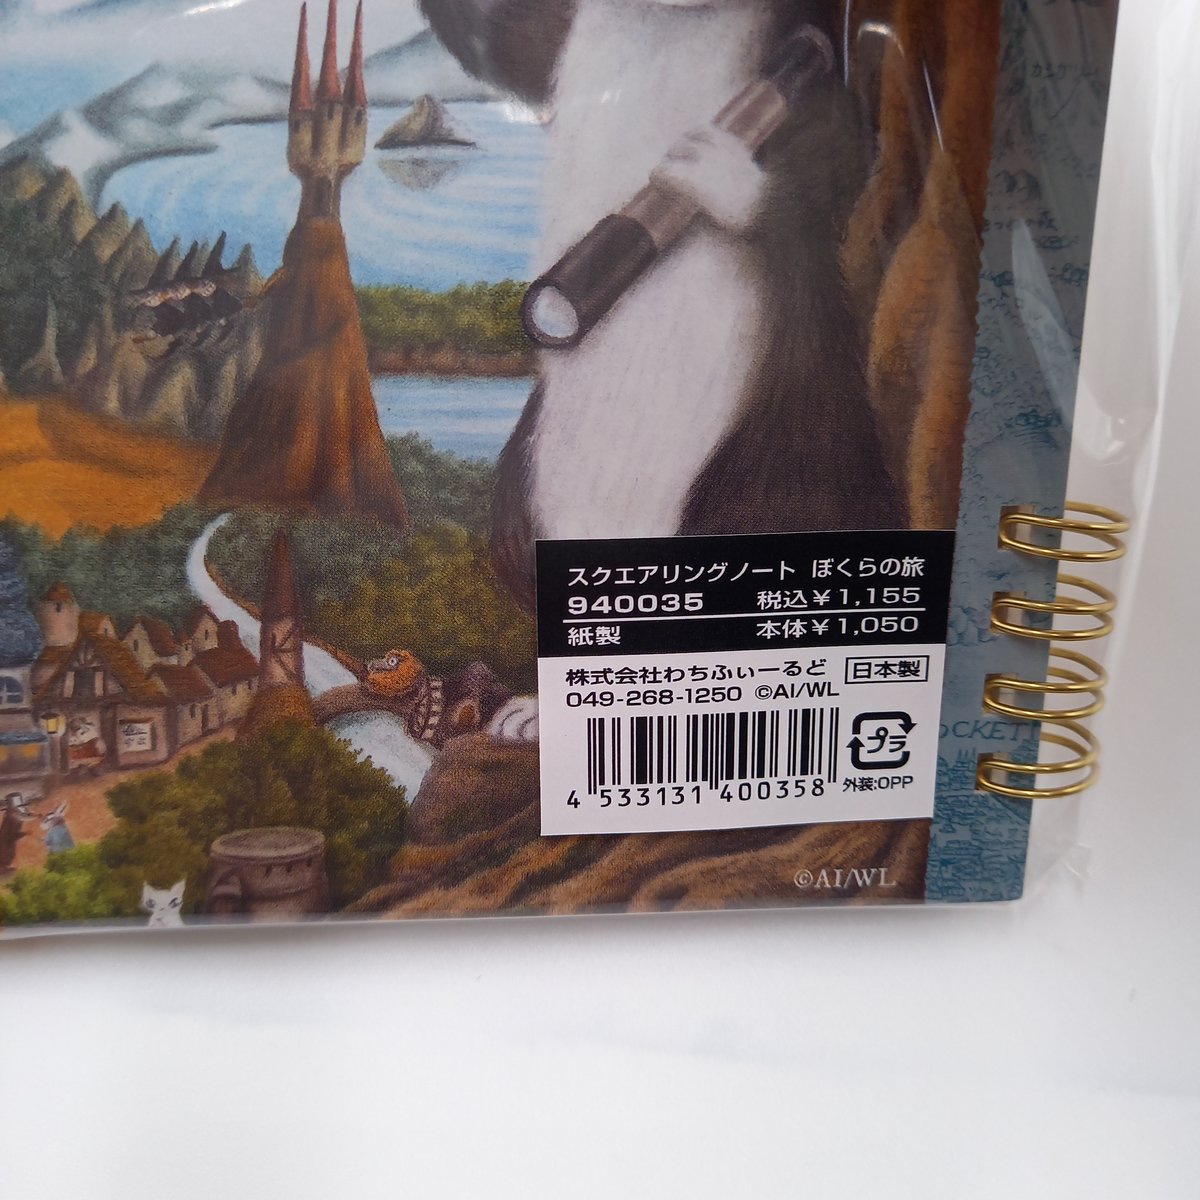 スクエアリングノート ぼくらの旅
940035 税込¥1,155
紙製 本体¥1,050
株式会社わちふぃーるど 日本製
049-268-1250 ©AI/WL
プラ
外装:OPP
4 533131 400358
©AI/WL